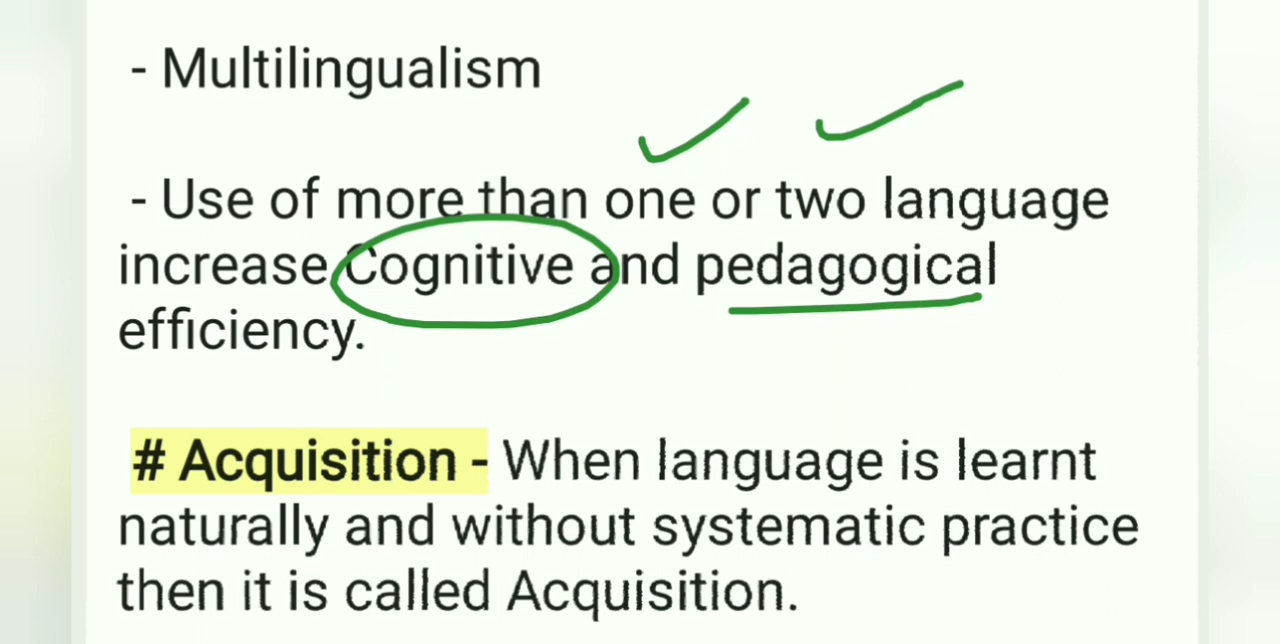 - Multilingualism
- Use of more than one or two language
increase Cognitive and pedagogical
efficiency.
# Acquisition - When language is learnt
naturally and without systematic practice
then it is called Acquisition.